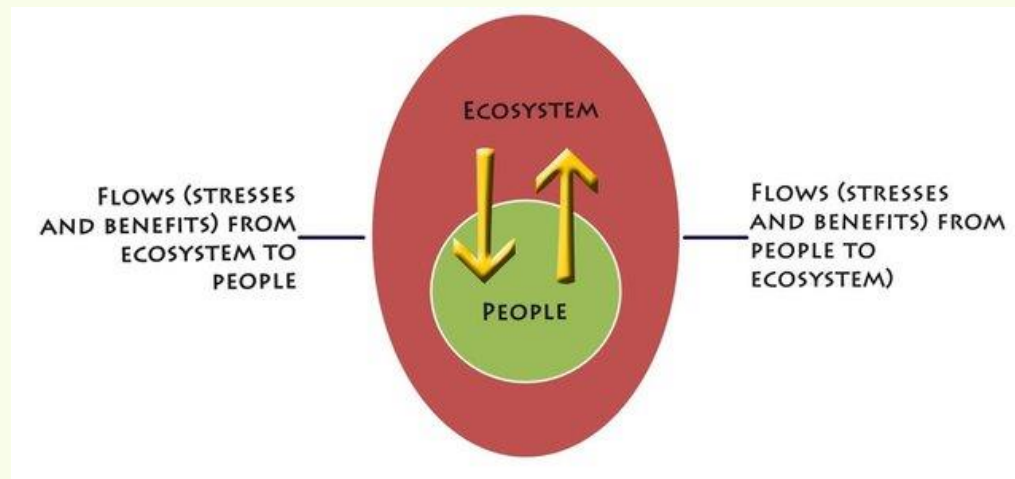 ECOSYSTEM
FLOWS (STRESSES
AND BENEFITS) FROM
ECOSYSTEM TO
PEOPLE
FLOWS (STRESSES
AND BENEFITS) FROM
PEOPLE TO
ECOSYSTEM)
PEOPLE